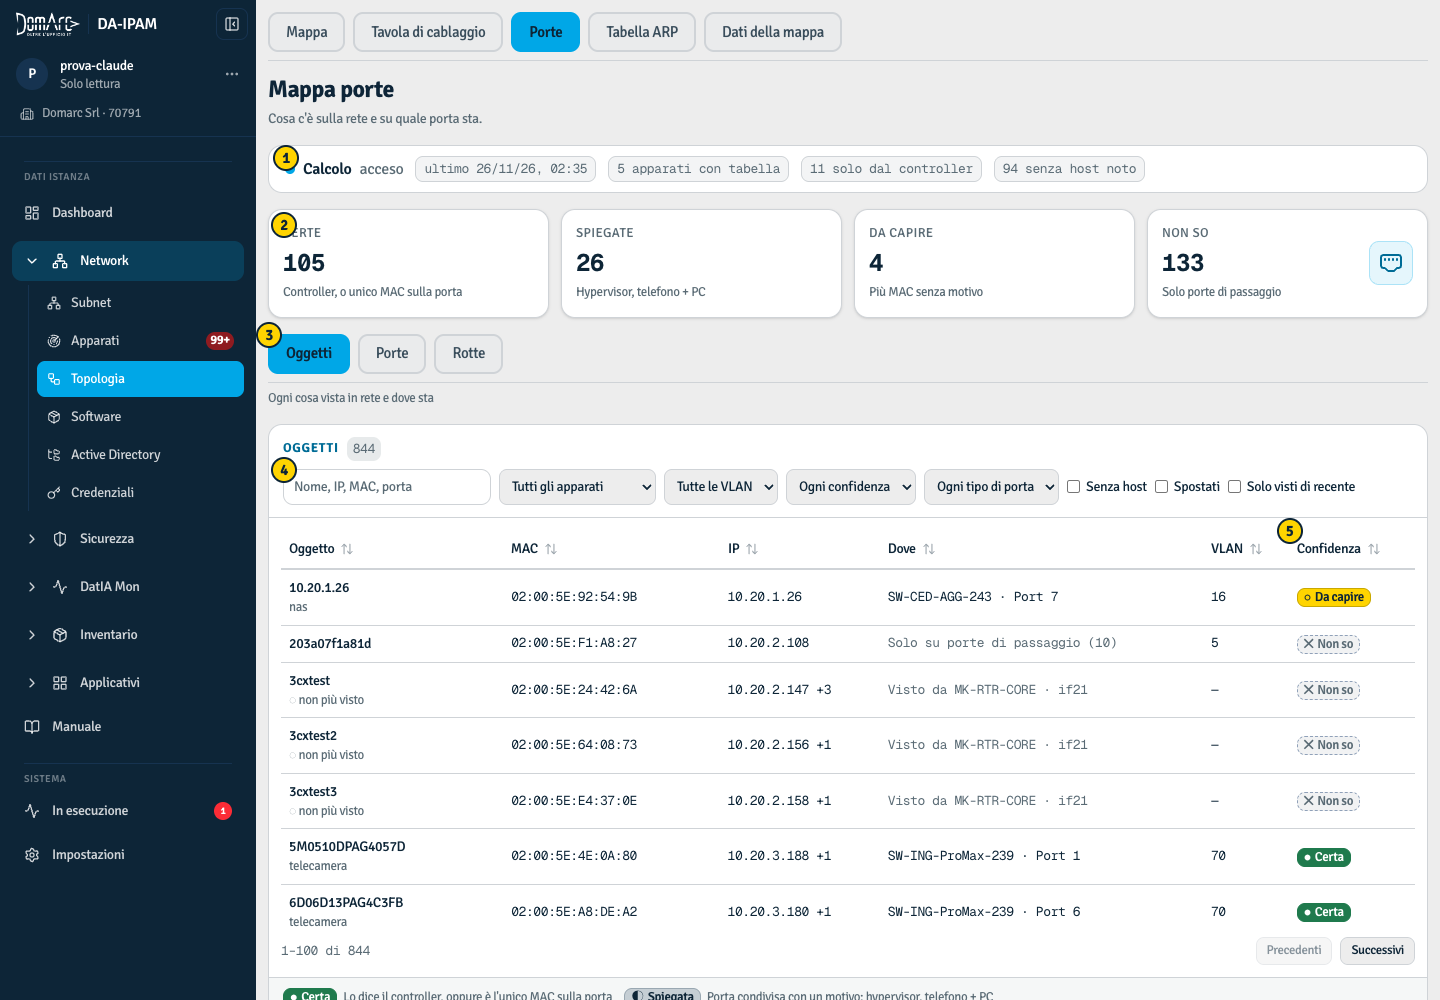 DomArc DA-IPAM
OLTRE L'UFFICIO IT
P prova-claude
Solo lettura
Domarc Srl · 70791
DATI ISTANZA
Dashboard
Network
Subnet
Apparati 99+
Topologia
Software
Active Directory
Credenziali
Sicurezza
DatIA Mon
Inventario
Applicativi
Manuale
SISTEMA
In esecuzione 1
Impostazioni
Mappa Tavola di cablaggio Porte Tabella ARP Dati della mappa
Mappa porte
Cosa c'è sulla rete e su quale porta sta.
1 Calcolo acceso ultimo 26/11/26, 02:35 5 apparati con tabella 11 solo dal controller 94 senza host noto
2 ERTE
105
Controller, o unico MAC sulla porta
SPIEGATE
26
Hypervisor, telefono + PC
DA CAPIRE
4
Più MAC senza motivo
NON SO
133
Solo porte di passaggio
3
Oggetti Porte Rotte
Ogni cosa vista in rete e dove sta
OGGETTI 844
4
Nome, IP, MAC, porta Tutti gli apparati Tutte le VLAN Ogni confidenza Ogni tipo di porta Senza host Spostati Solo visti di recente
5
Oggetto MAC IP Dove VLAN Confidenza
10.20.1.26 02:00:5E:92:54:9B 10.20.1.26 SW-CED-AGG-243 · Port 7 16 Da capire
nas
203a07f1a81d 02:00:5E:F1:A8:27 10.20.2.108 Solo su porte di passaggio (10) 5 Non so
3cxtest 02:00:5E:24:42:6A 10.20.2.147 +3 Visto da MK-RTR-CORE · if21 — Non so
non più visto
3cxtest2 02:00:5E:64:08:73 10.20.2.156 +1 Visto da MK-RTR-CORE · if21 — Non so
non più visto
3cxtest3 02:00:5E:E4:37:0E 10.20.2.158 +1 Visto da MK-RTR-CORE · if21 — Non so
non più visto
5M0510DPAG4057D 02:00:5E:4E:0A:80 10.20.3.188 +1 SW-ING-ProMax-239 · Port 1 70 Certa
telecamera
6D06D13PAG4C3FB 02:00:5E:A8:DE:A2 10.20.3.180 +1 SW-ING-ProMax-239 · Port 6 70 Certa
telecamera
1–100 di 844 Precedenti Successivi
Certa Lo dice il controller, oppure è l'unico MAC sulla porta Spiegata Porta condivisa con un motivo: hypervisor, telefono + PC